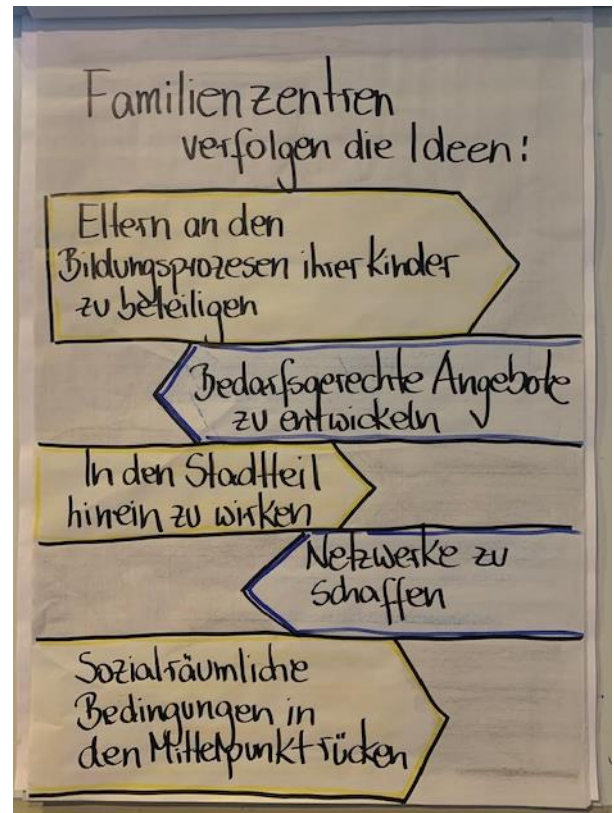 Familienzentren
verfolgen die Ideen:
Eltern an den
Bildungsprozesen ihrer Kinder
zu beteiligen
Bedarfsgerechte Angebote
zu entwickeln
In den Stadtteil
hinein zu wirken
Netzwerke zu
schaffen
Sozialräumliche
Bedingungen in
den Mittelpunkt rücken